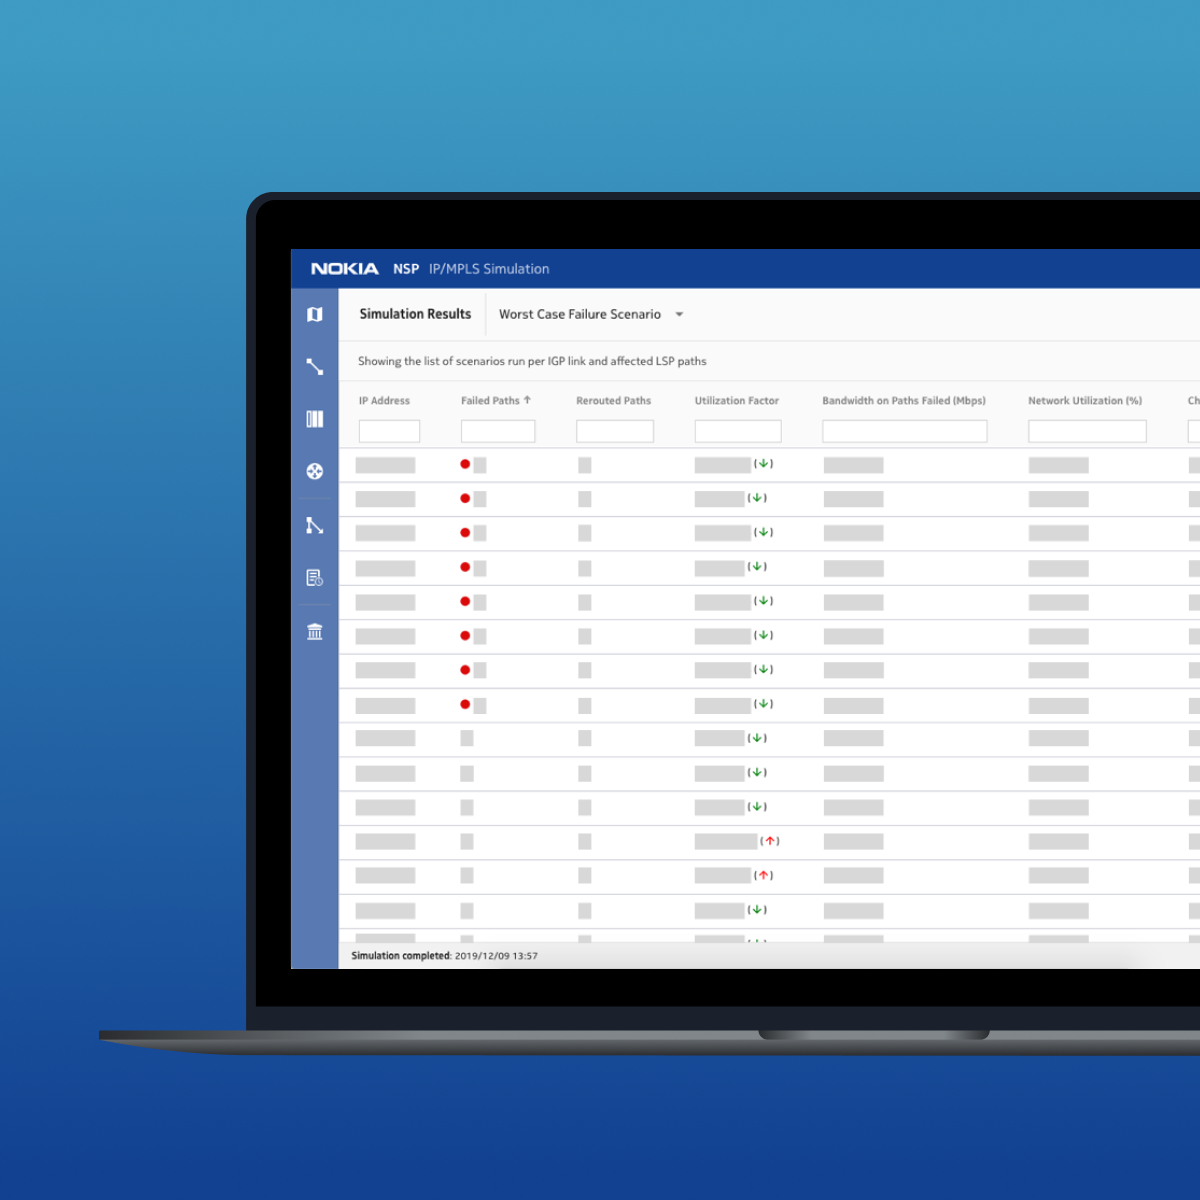 NOKIA NSP IP/MPLS Simulation
Simulation Results Worst Case Failure Scenario
Showing the list of scenarios run per IGP link and affected LSP paths
IP Address Failed Paths ↑ Rerouted Paths Utilization Factor Bandwidth on Paths Failed (Mbps) Network Utilization (%) Ch
(↓)
(↓)
(↓)
(↓)
(↓)
(↓)
(↓)
(↓)
(↓)
(↓)
(↓)
(↑)
(↑)
(↓)
Simulation completed: 2019/12/09 13:57